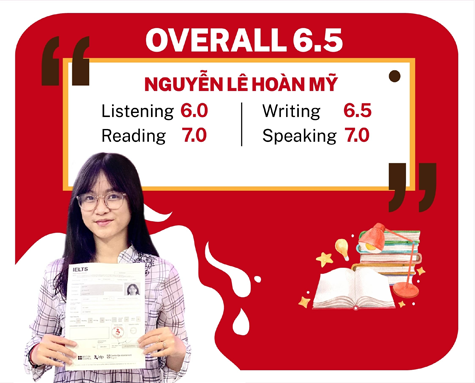 OVERALL 6.5
NGUYỄN LÊ HOÀN MỸ
Listening 6.0
Reading 7.0
Writing 6.5
Speaking 7.0
IELTS